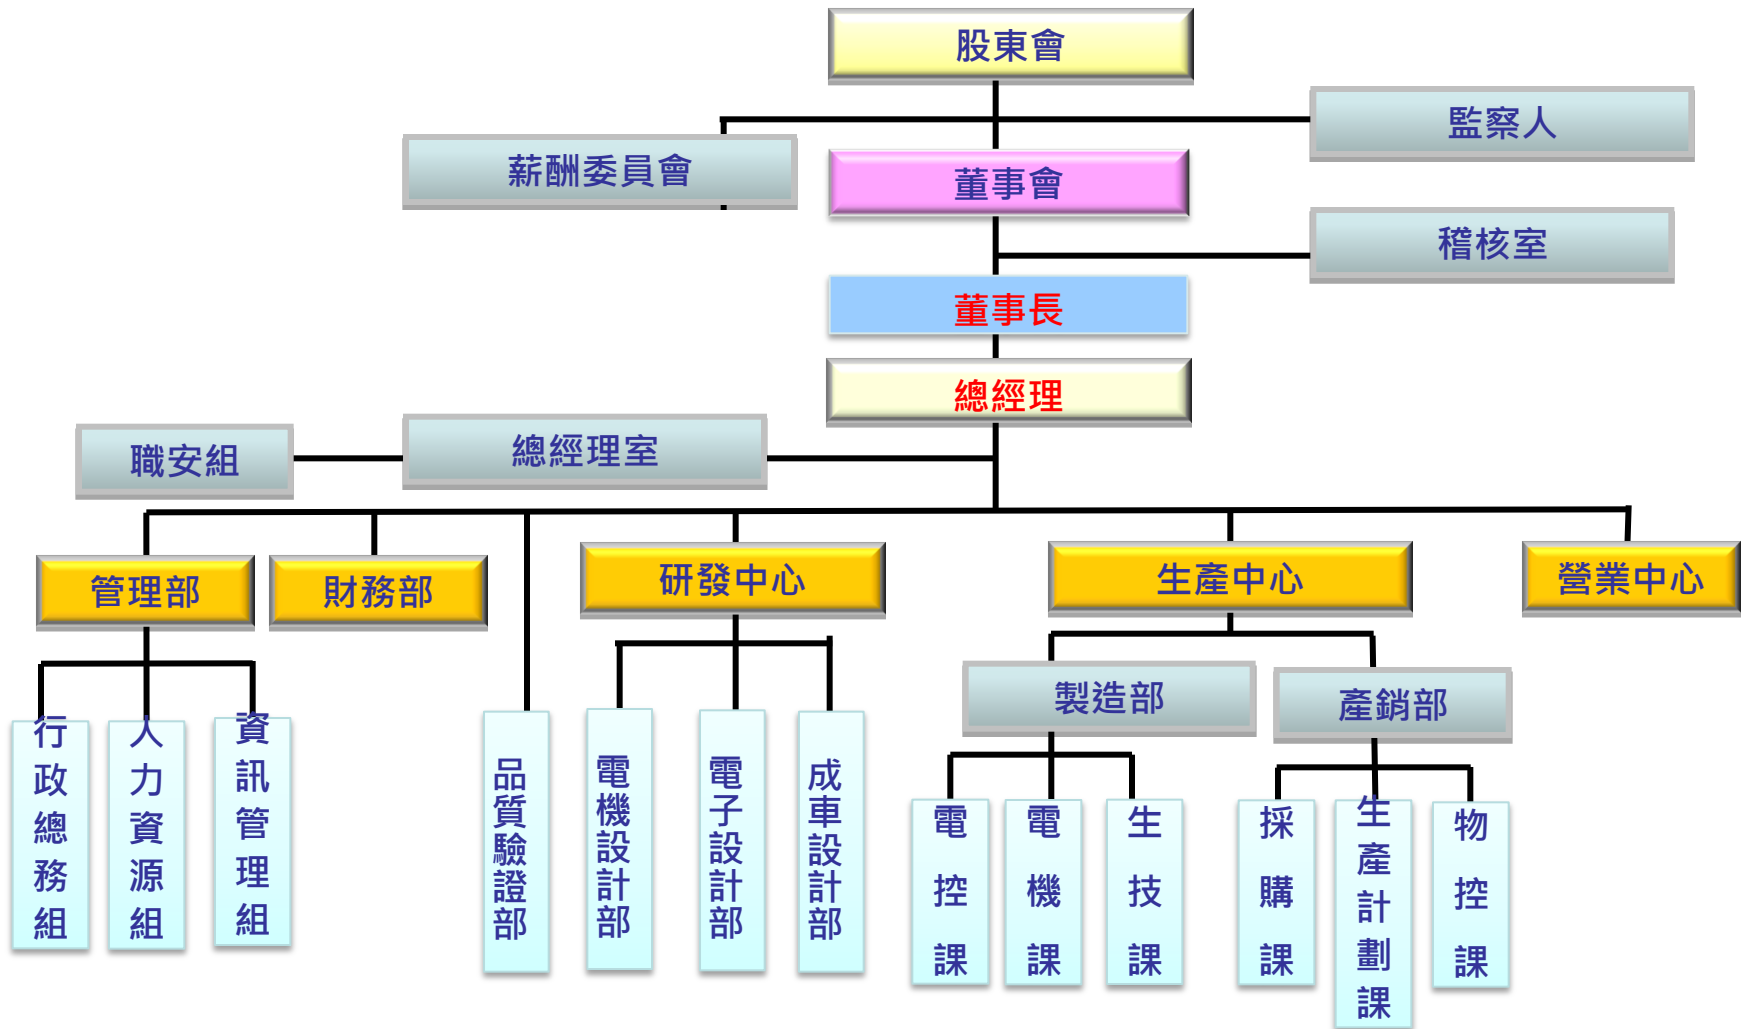 股東會
監察人
薪酬委員會
董事會
稽核室
董事長
總經理
職安組
總經理室
管理部
財務部
研發中心
生產中心
營業中心
製造部
產銷部
行政總務組
人力資源組
資訊管理組
品質驗證部
電機設計部
電子設計部
成車設計部
電控課
電機課
生技課
採購課
生產計劃課
物控課